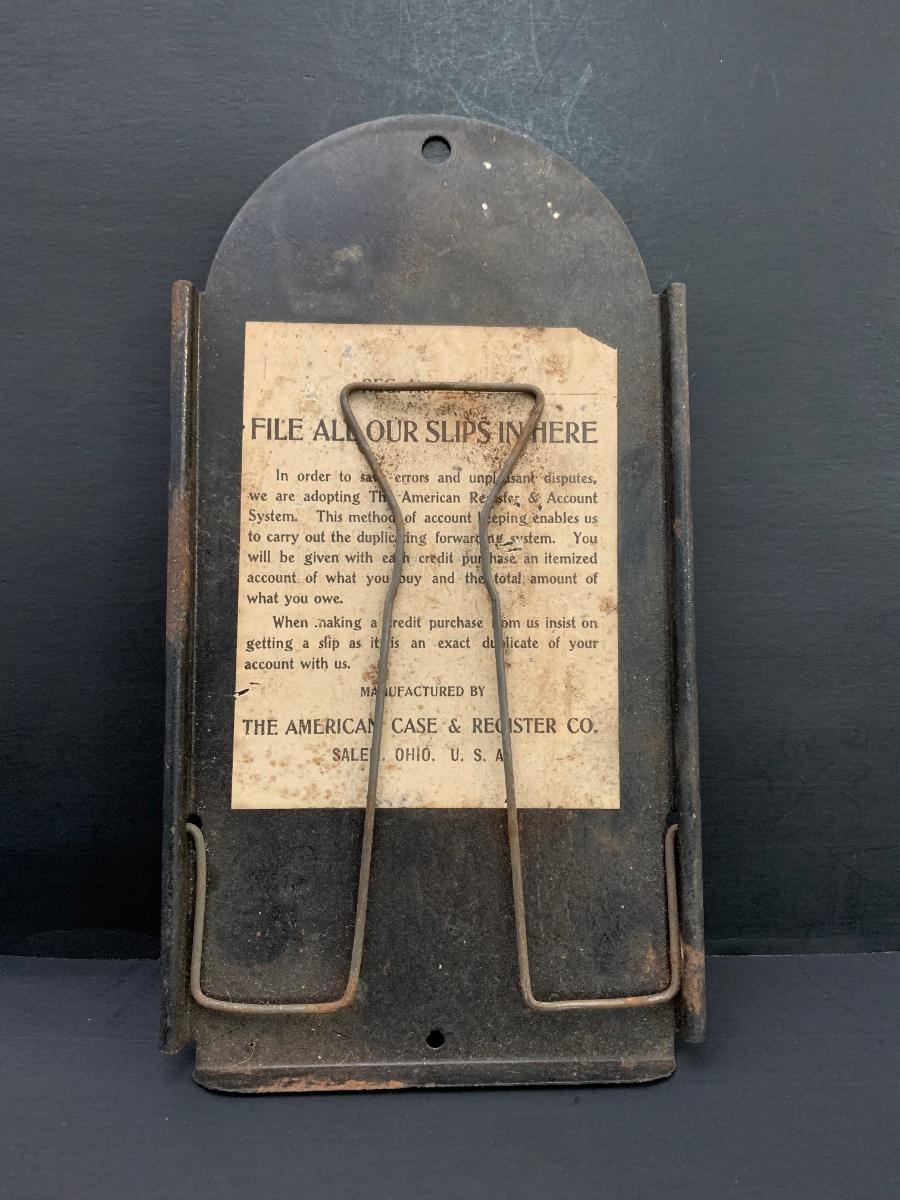 FILE ALL OUR SLIPS IN HERE
In order to save errors and unpleasant disputes,
we are adopting The American Register & Account
System. This method of account keeping enables us
to carry out the duplicating forwarding system. You
will be given with each credit purchase an itemized
account of what you buy and the total amount of
what you owe.
When making a credit purchase from us insist on
getting a slip as it is an exact duplicate of your
account with us.
MANUFACTURED BY
THE AMERICAN CASE & REGISTER CO.
SALEM, OHIO. U. S. A.